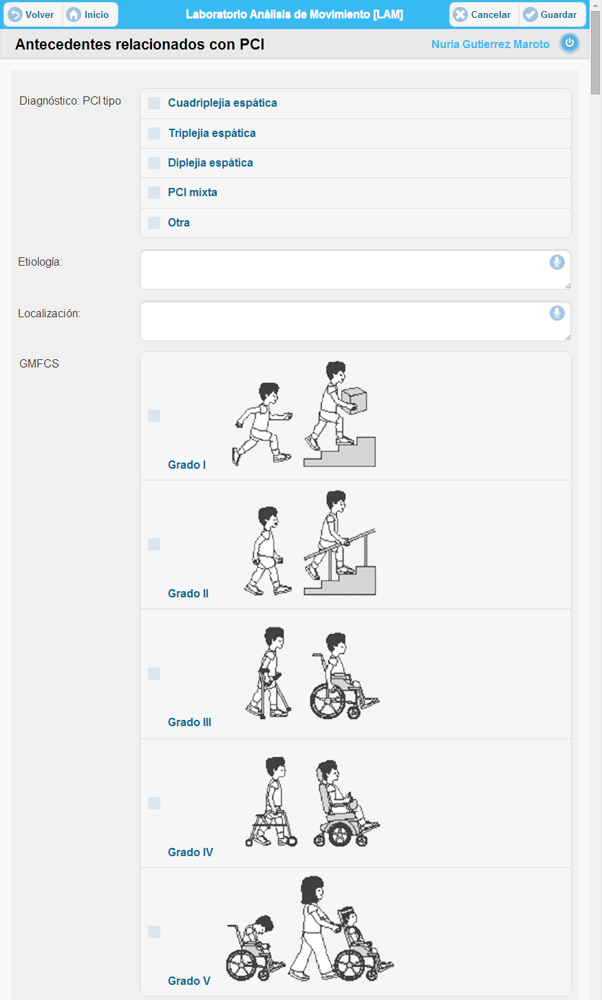 Volver Inicio Laboratorio Análisis de Movimiento [LAM] Cancelar Guardar
Antecedentes relacionados con PCI Nuria Gutierrez Maroto
Diagnóstico: PCI tipo
Cuadriplejia espática
Triplejia espática
Diplejia espática
PCI mixta
Otra
Etiología:
Localización:
GMFCS
Grado I
Grado II
Grado III
Grado IV
Grado V